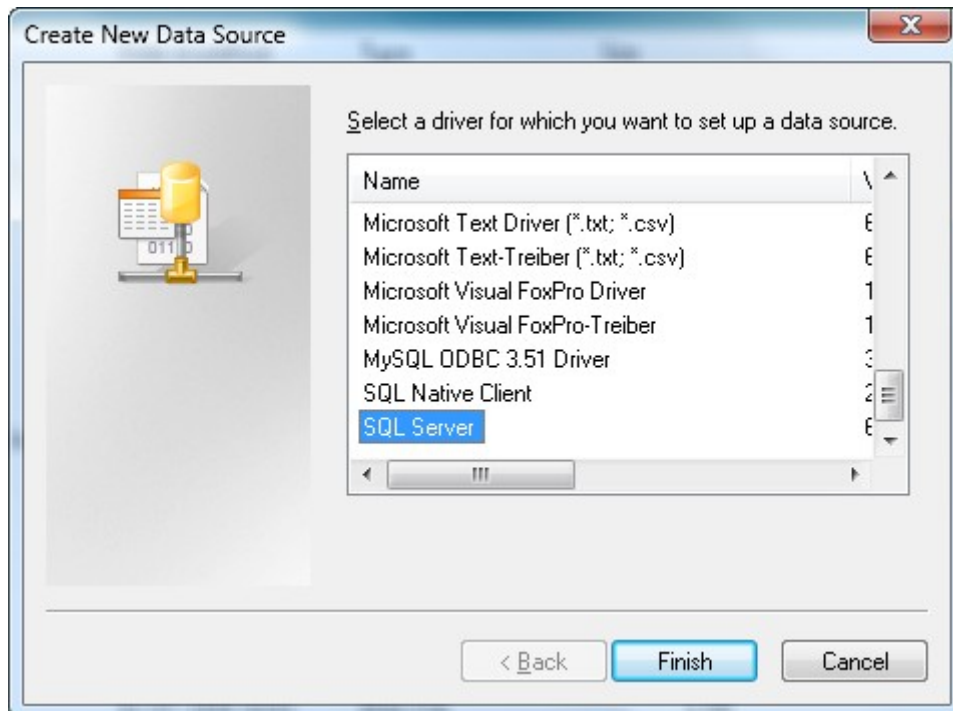 Create New Data Source
Select a driver for which you want to set up a data source.
Name
Microsoft Text Driver (*.txt; *.csv)
Microsoft Text-Treiber (*.txt; *.csv)
Microsoft Visual FoxPro Driver
Microsoft Visual FoxPro-Treiber
MySQL ODBC 3.51 Driver
SQL Native Client
SQL Server
< Back
Finish
Cancel